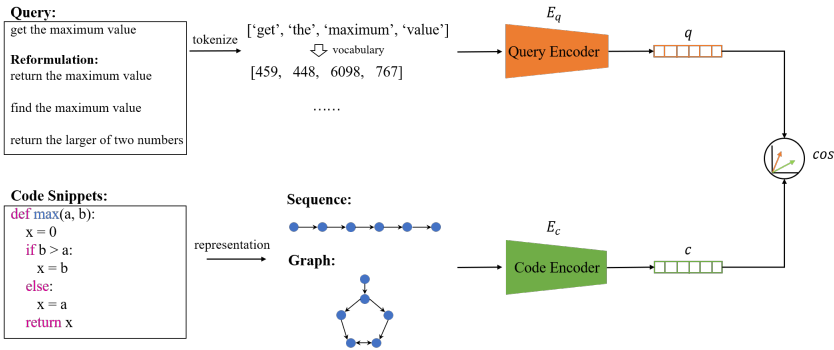 Query:
get the maximum value
Reformulation:
return the maximum value
find the maximum value
return the larger of two numbers
tokenize
[‘get’, ‘the’, ‘maximum’, ‘value’]
vocabulary
[459, 448, 6098, 767]
......
E_q
Query Encoder
q
cos
Code Snippets:
def max(a, b):
x = 0
if b > a:
x = b
else:
x = a
return x
representation
Sequence:
Graph:
E_c
Code Encoder
c